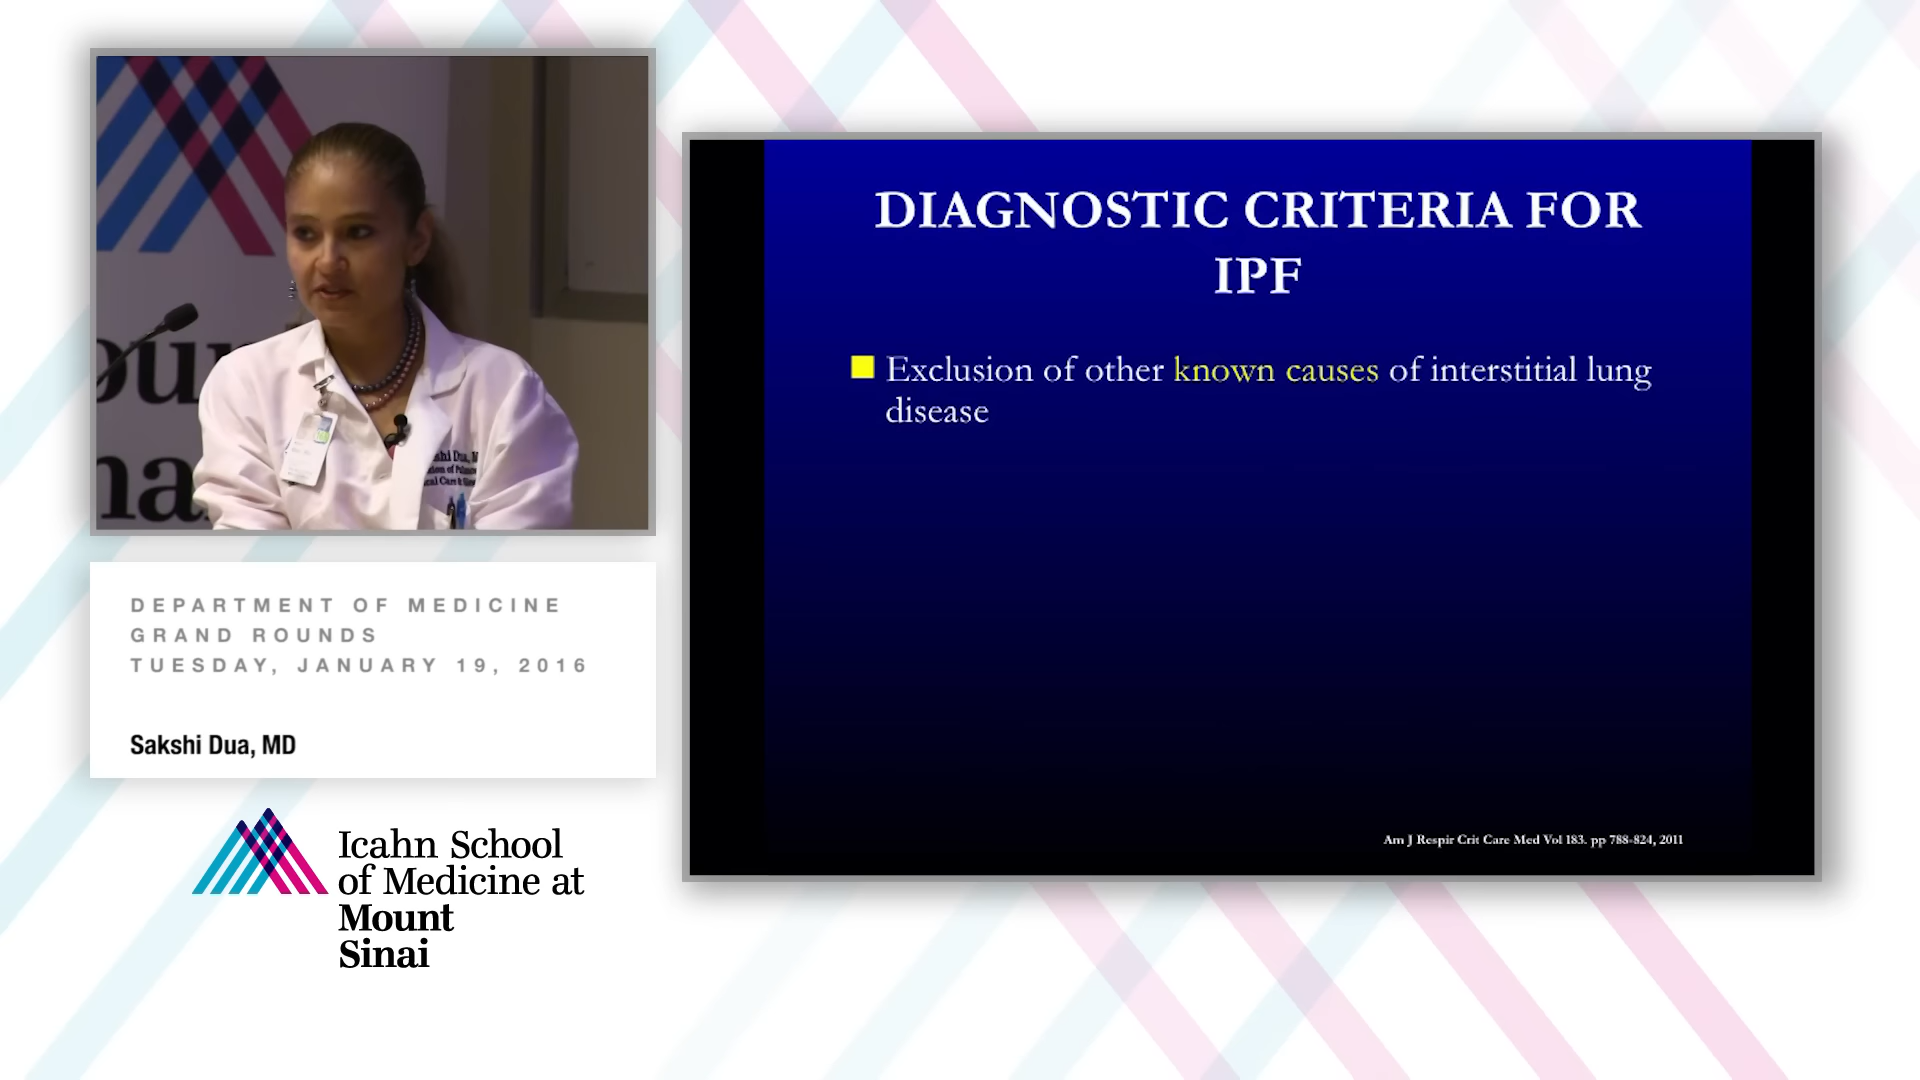 DEPARTMENT OF MEDICINE
GRAND ROUNDS
TUESDAY, JANUARY 19, 2016
Sakshi Dua, MD
Icahn School
of Medicine at
Mount
Sinai
DIAGNOSTIC CRITERIA FOR
IPF
Exclusion of other known causes of interstitial lung
disease
Am J Respir Crit Care Med Vol 183. pp 788-824, 2011